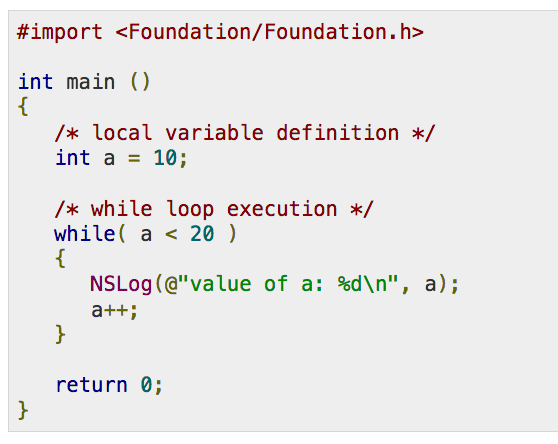 #import <Foundation/Foundation.h>

int main ()
{
   /* local variable definition */
   int a = 10;

   /* while loop execution */
   while( a < 20 )
   {
      NSLog(@"value of a: %d\n", a);
      a++;
   }

   return 0;
}